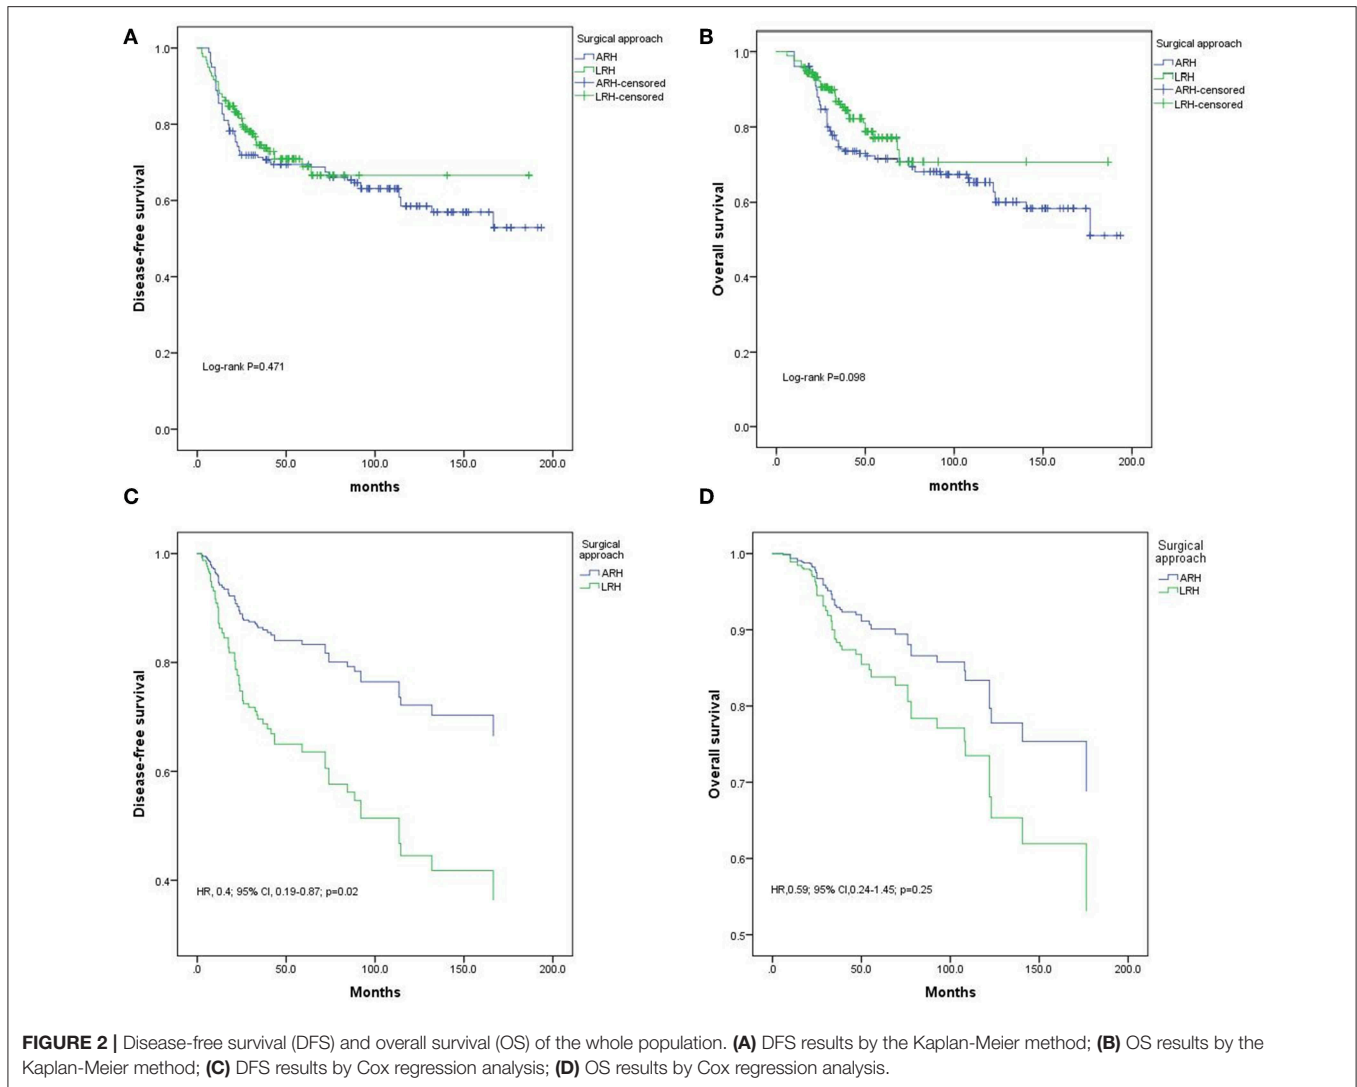 A
Surgical approach
ARH
LRH
ARH-censored
LRH-censored
1.0
0.8
0.6
0.4
0.2
0.0
Disease-free survival
Log-rank P=0.471
.0 50.0 100.0 150.0 200.0
months
B
Surgical approach
ARH
LRH
ARH-censored
LRH-censored
1.0
0.8
0.6
0.4
0.2
0.0
Overall survival
Log-rank P=0.098
.0 50.0 100.0 150.0 200.0
months
C
Surgical
approach
ARH
LRH
1.0
0.8
0.6
0.4
Disease-free survival
HR, 0.4; 95% CI, 0.19-0.87; p=0.02
.0 50.0 100.0 150.0 200.0
Months
D
Surgical
approach
ARH
LRH
1.0
0.9
0.8
0.7
0.6
0.5
Overall survival
HR,0.59; 95% CI,0.24-1.45; p=0.25
.0 50.0 100.0 150.0 200.0
Months
FIGURE 2 | Disease-free survival (DFS) and overall survival (OS) of the whole population. (A) DFS results by the Kaplan-Meier method; (B) OS results by the
Kaplan-Meier method; (C) DFS results by Cox regression analysis; (D) OS results by Cox regression analysis.